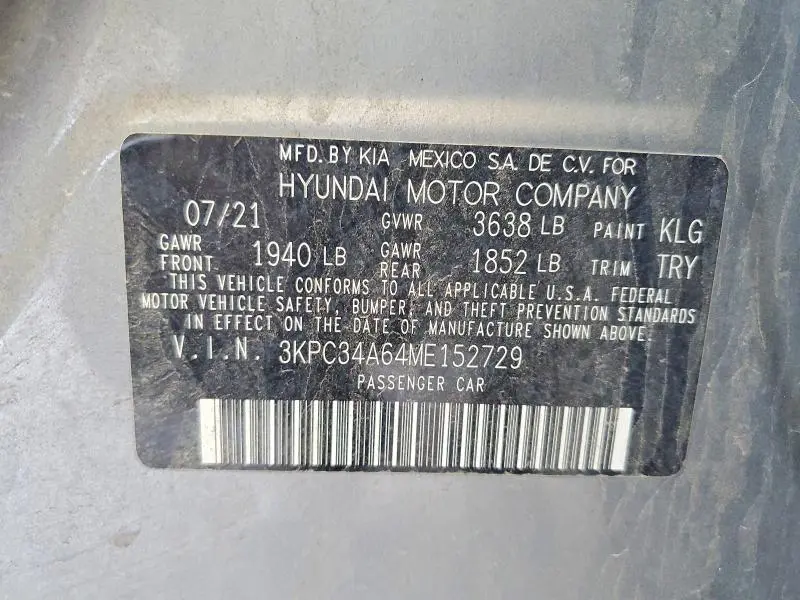 MFD. BY KIA MEXICO S.A. DE C.V. FOR
HYUNDAI MOTOR COMPANY
07/21 GVWR 3638 LB PAINT KLG
GAWR FRONT 1940 LB GAWR REAR 1852 LB TRIM TRY
THIS VEHICLE CONFORMS TO ALL APPLICABLE U.S.A. FEDERAL
MOTOR VEHICLE SAFETY, BUMPER, AND THEFT PREVENTION STANDARDS
IN EFFECT ON THE DATE OF MANUFACTURE SHOWN ABOVE.
V.I.N. 3KPC34A64ME152729
PASSENGER CAR